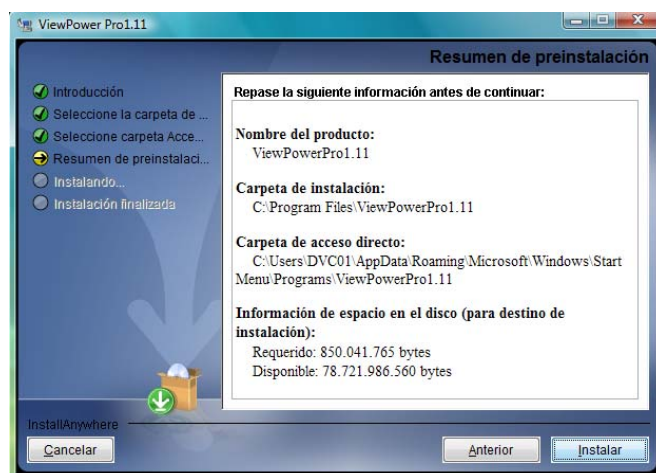 ViewPower Pro1.11
Resumen de preinstalación
Introducción
Seleccione la carpeta de ...
Seleccione carpeta Acce...
Resumen de preinstalaci...
Instalando...
Instalación finalizada
Repase la siguiente información antes de continuar:
Nombre del producto:
ViewPowerPro1.11
Carpeta de instalación:
C:\Program Files\ViewPowerPro1.11
Carpeta de acceso directo:
C:\Users\DVC01\AppData\Roaming\Microsoft\Windows\Start
Menu\Programs\ViewPowerPro1.11
Información de espacio en el disco (para destino de
instalación):
Requerido: 850.041.765 bytes
Disponible: 78.721.986.560 bytes
InstallAnywhere
Cancelar
Anterior
Instalar